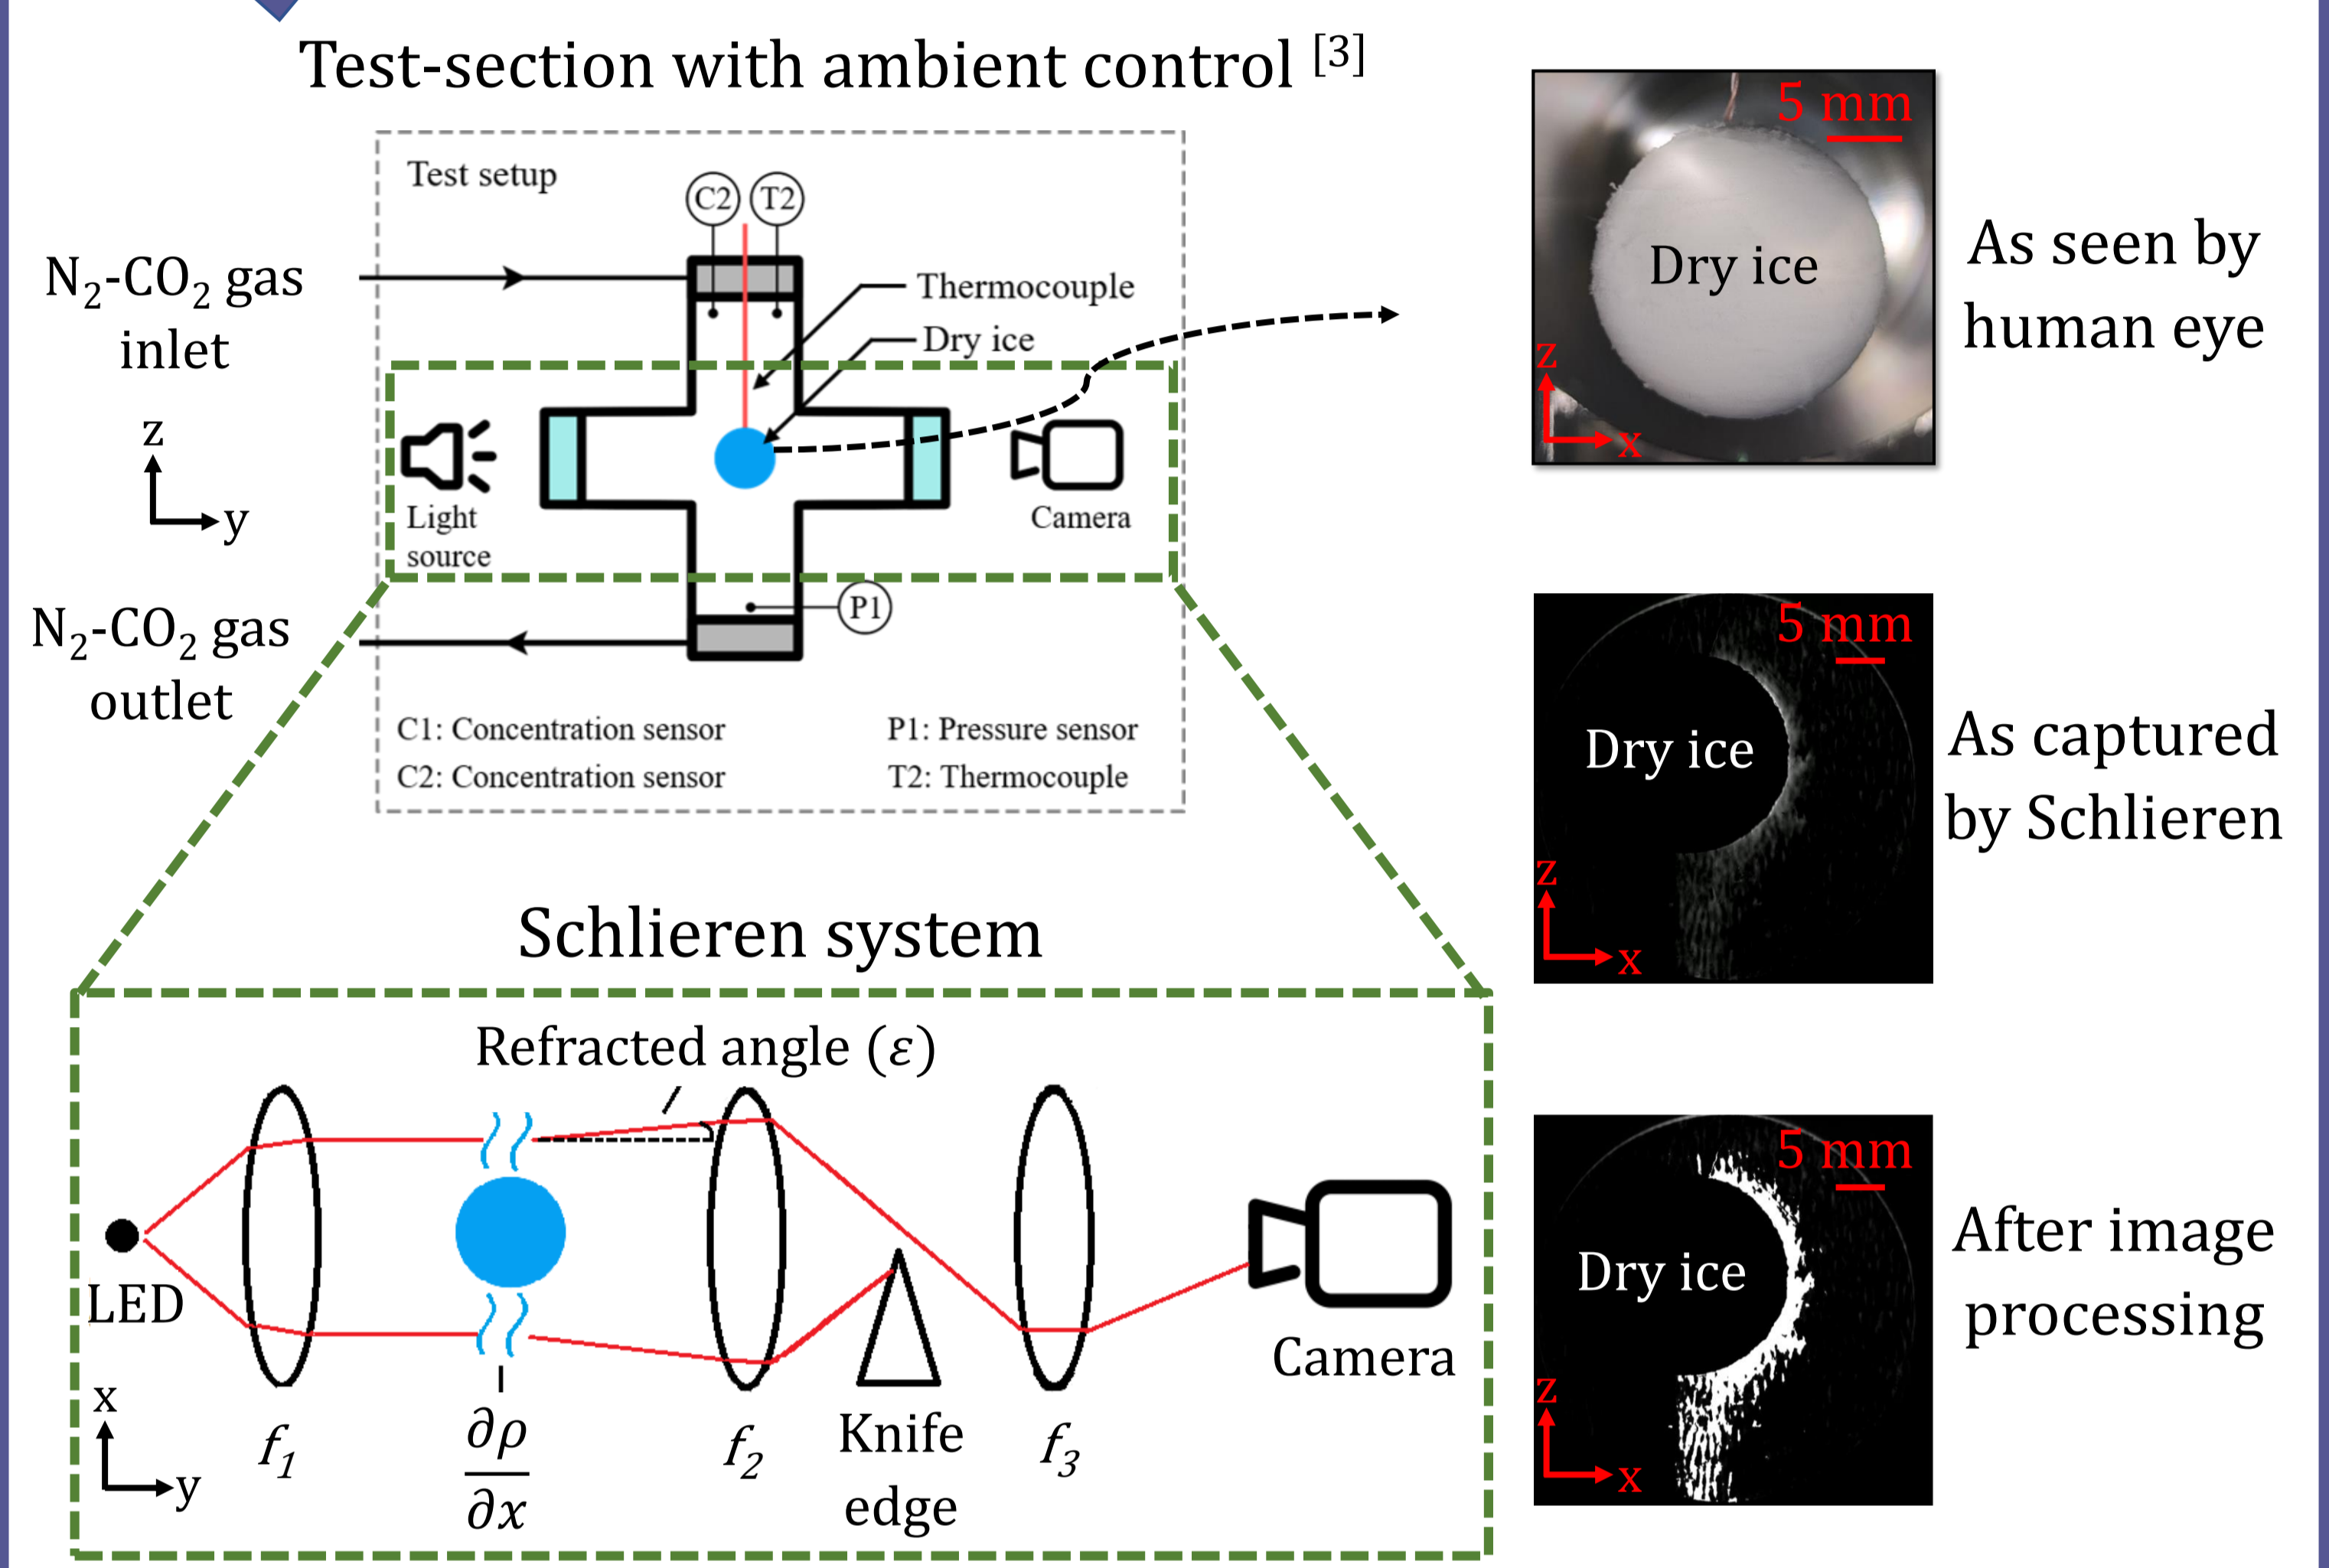 Test-section with ambient control [3]
Test setup
C2
T2
N₂-CO₂ gas
inlet
Thermocouple
Dry ice
z
y
Light
source
Camera
N₂-CO₂ gas
outlet
P1
C1: Concentration sensor
P1: Pressure sensor
C2: Concentration sensor
T2: Thermocouple
5 mm
Dry ice
z
x
As seen by
human eye
5 mm
Dry ice
z
x
As captured
by Schlieren
Schlieren system
Refracted angle (ε)
LED
x
y
f₁
∂ρ
∂x
f₂
Knife
edge
f₃
Camera
5 mm
Dry ice
z
x
After image
processing